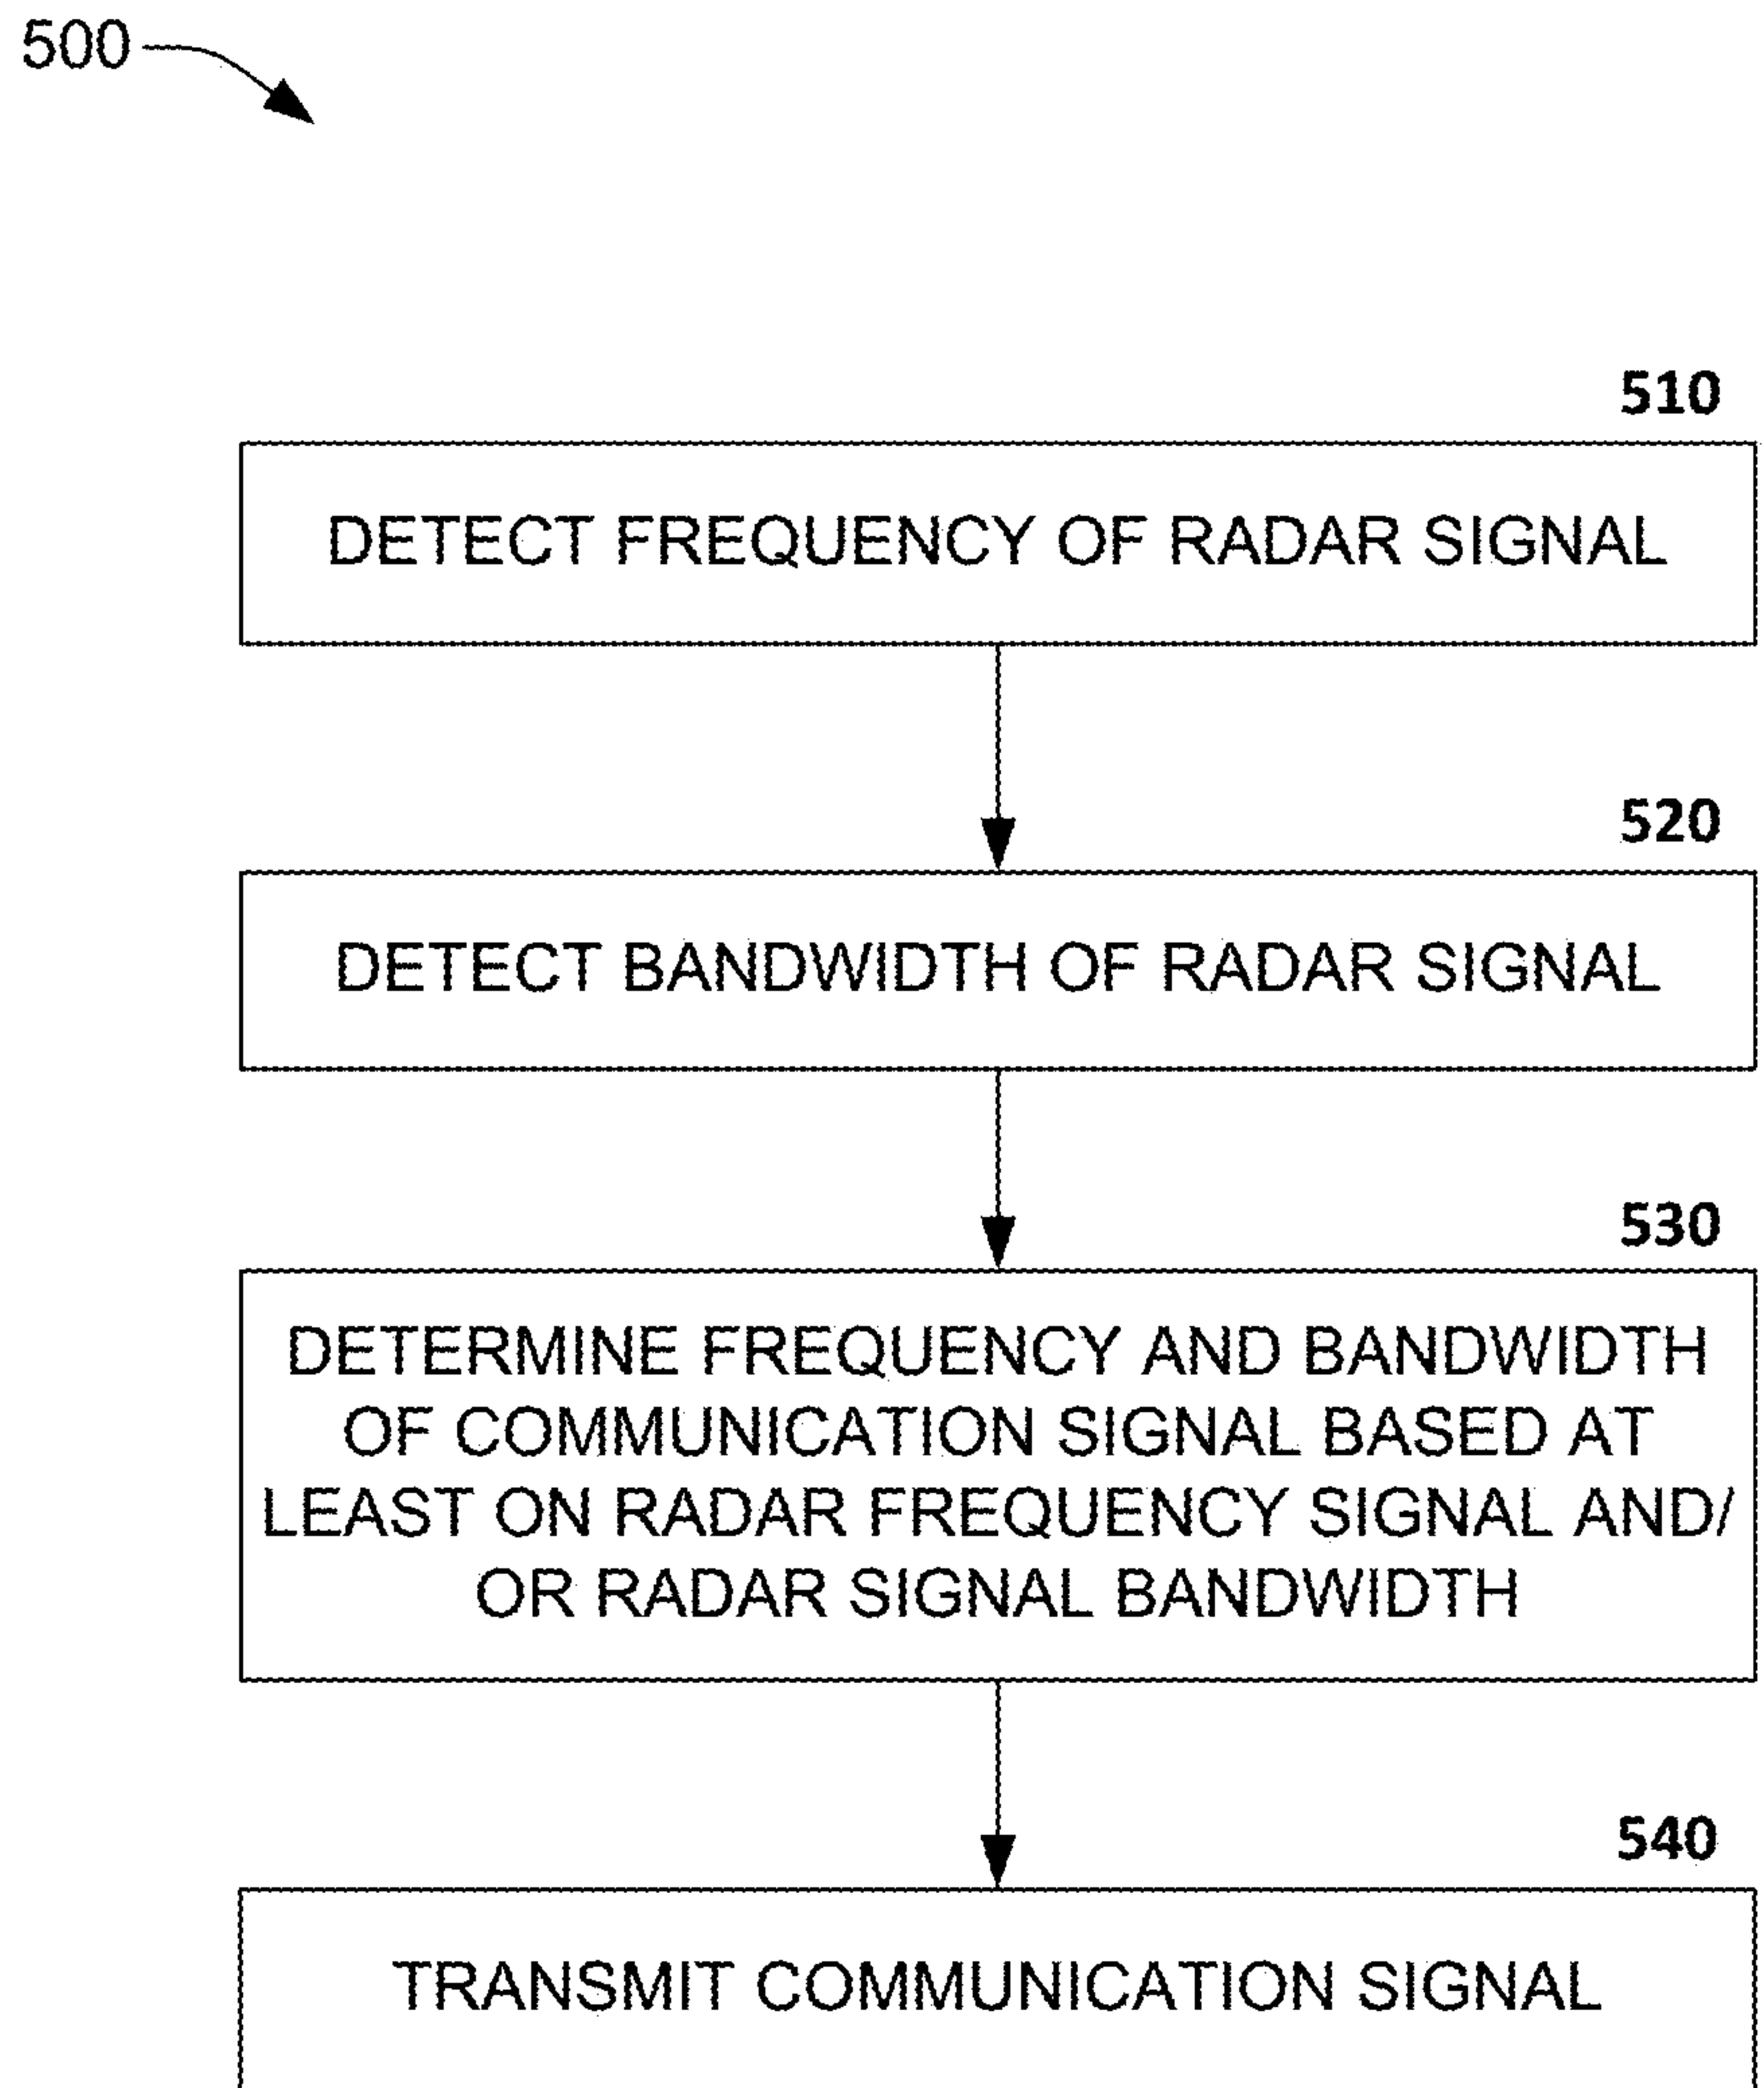 500
510
DETECT FREQUENCY OF RADAR SIGNAL
520
DETECT BANDWIDTH OF RADAR SIGNAL
530
DETERMINE FREQUENCY AND BANDWIDTH
OF COMMUNICATION SIGNAL BASED AT
LEAST ON RADAR FREQUENCY SIGNAL AND/
OR RADAR SIGNAL BANDWIDTH
540
TRANSMIT COMMUNICATION SIGNAL